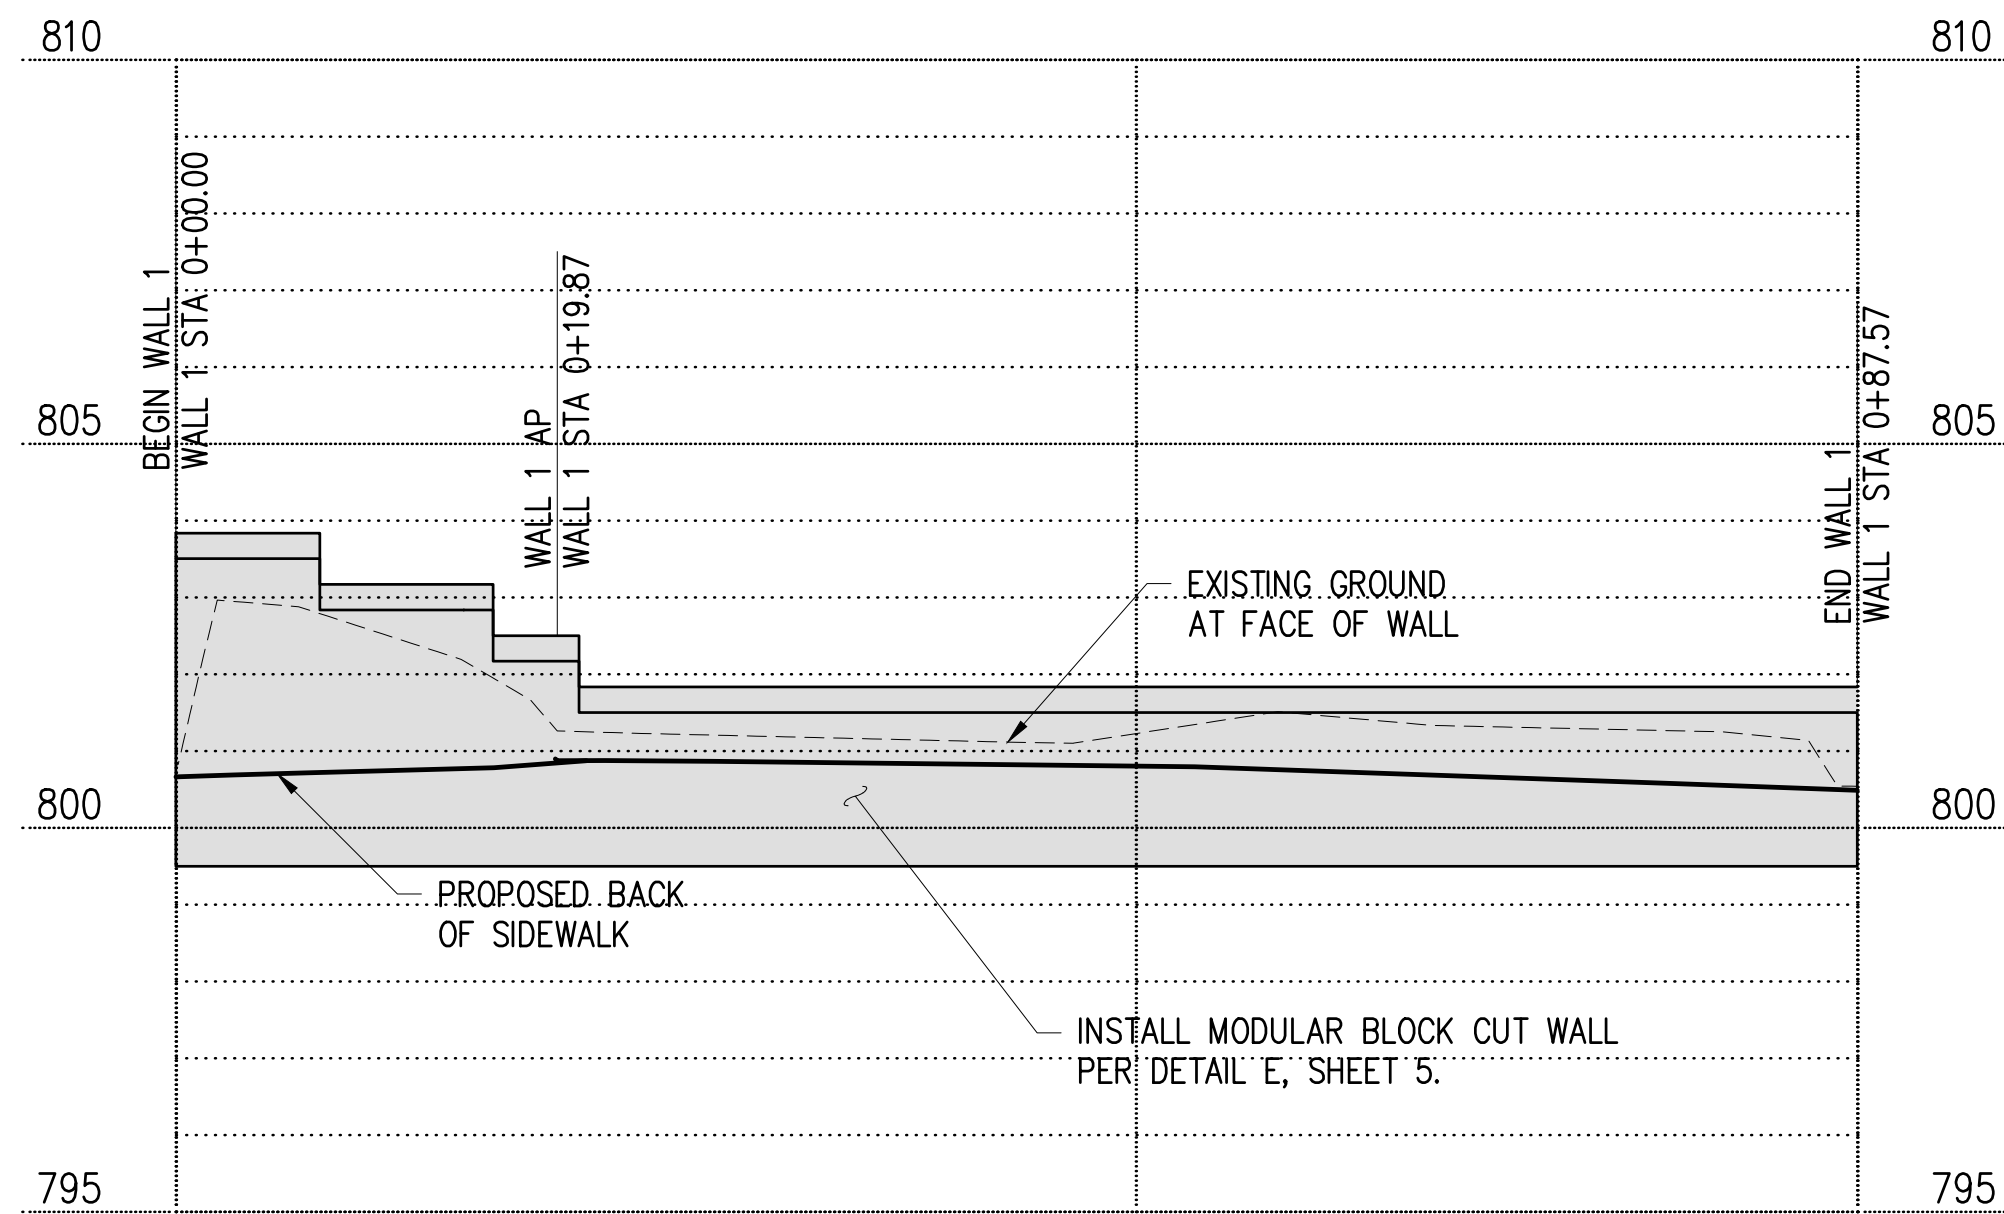 810
810
BEGIN WALL 1
WALL 1 STA 0+00.00
WALL 1 AP
WALL 1 STA 0+19.87
END WALL 1
WALL 1 STA 0+87.57
805
805
EXISTING GROUND
AT FACE OF WALL
800
800
PROPOSED BACK
OF SIDEWALK
INSTALL MODULAR BLOCK CUT WALL
PER DETAIL E, SHEET 5.
795
795